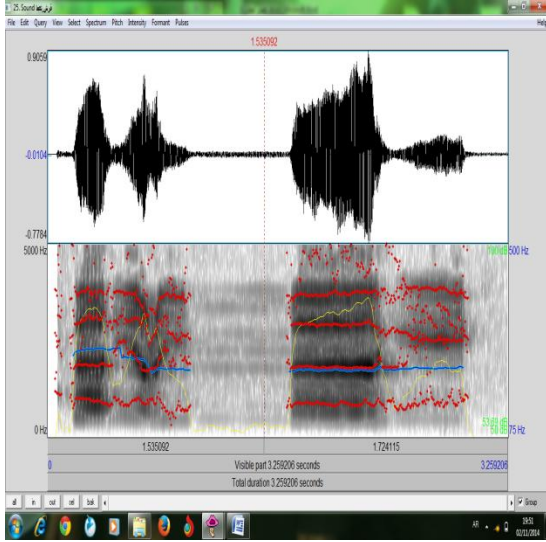 25. Sound فرش_بلغة
File Edit Query View Select Spectrum Pitch Intensity Formant Pulses Help
1.535092
0.9059
-0.0104
-0.7784
5000 Hz
500 Hz
0 Hz
75 Hz
1.535092 1.724115
0 Visible part 3.259206 seconds 3.259206
Total duration 3.259206 seconds
all in out sel bak Group
AR 19:51
02/11/2014